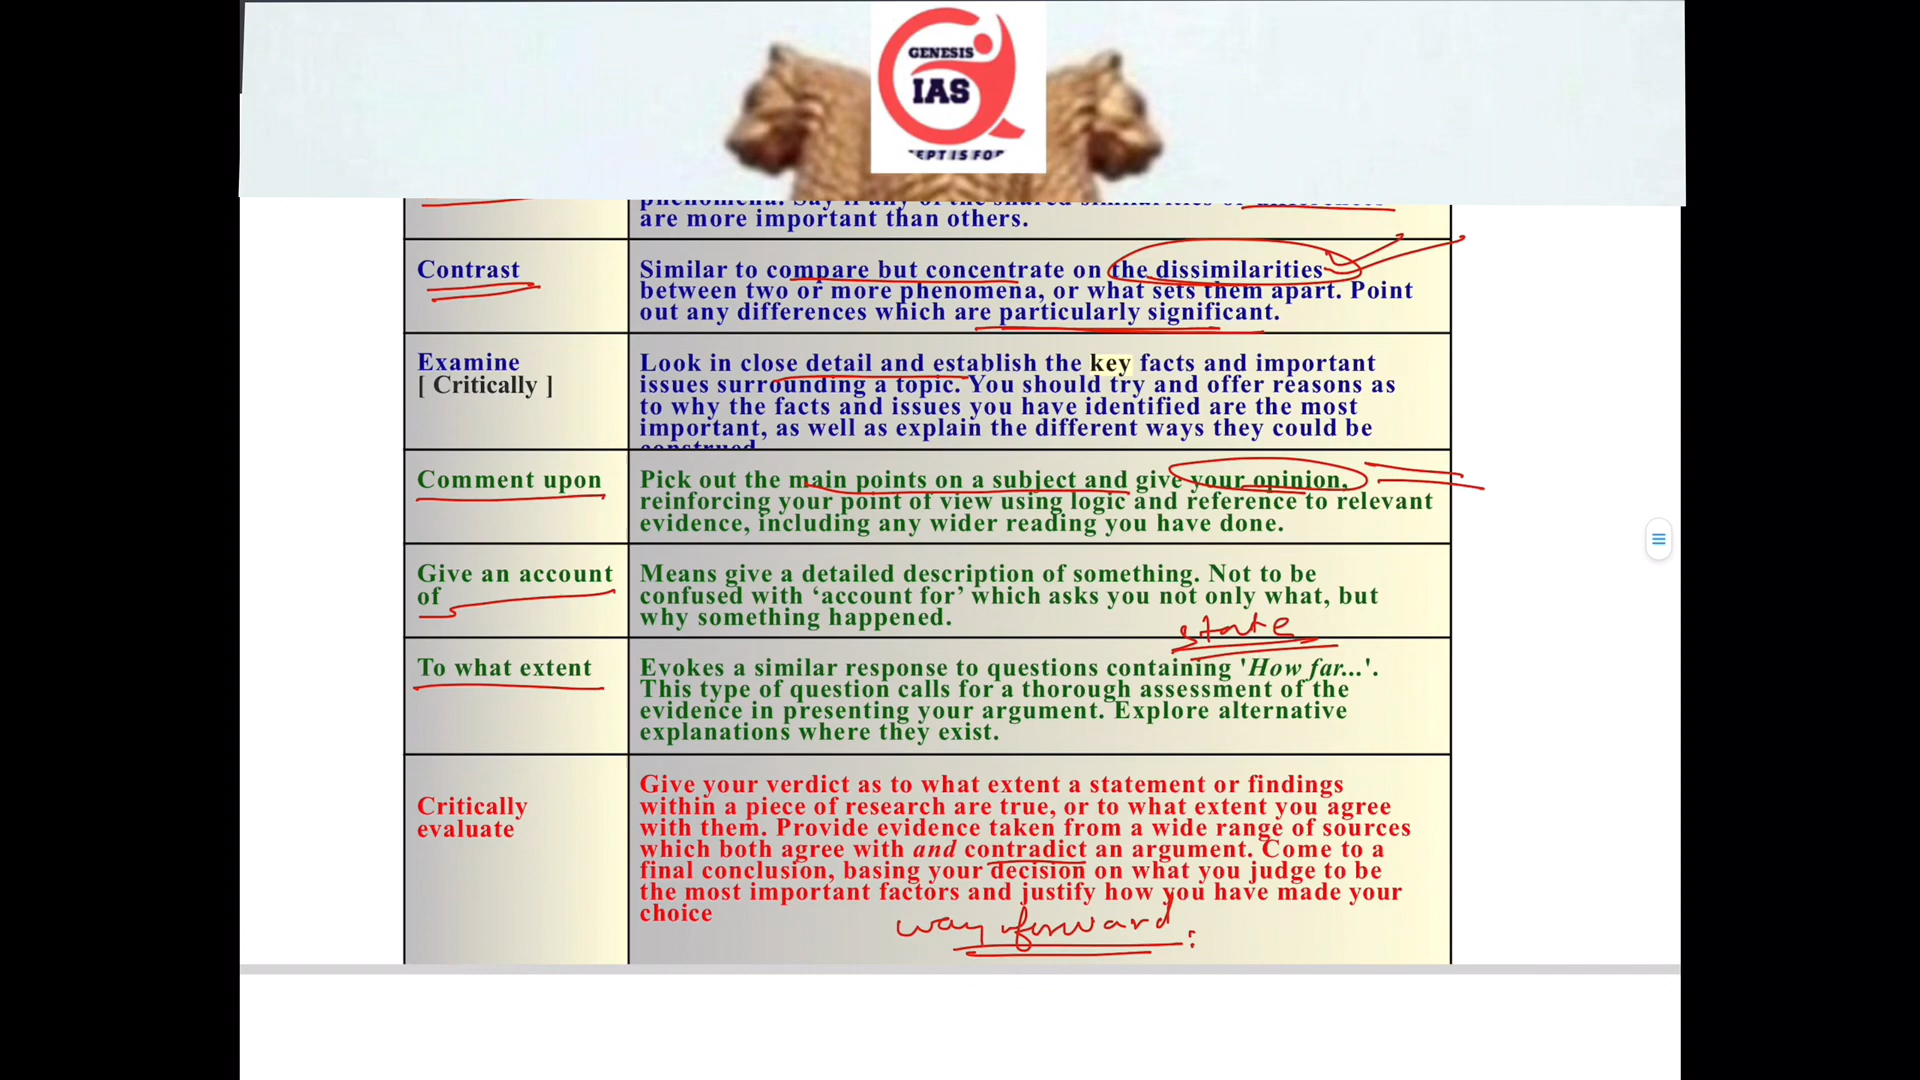 GENESIS
IAS
are more important than others.
Contrast
Similar to compare but concentrate on the dissimilarities
between two or more phenomena, or what sets them apart. Point
out any differences which are particularly significant.
Examine
[ Critically ]
Look in close detail and establish the key facts and important
issues surrounding a topic. You should try and offer reasons as
to why the facts and issues you have identified are the most
important, as well as explain the different ways they could be
Comment upon
Pick out the main points on a subject and give your opinion,
reinforcing your point of view using logic and reference to relevant
evidence, including any wider reading you have done.
Give an account
of
Means give a detailed description of something. Not to be
confused with ‘account for’ which asks you not only what, but
why something happened.
state
To what extent
Evokes a similar response to questions containing 'How far...'.
This type of question calls for a thorough assessment of the
evidence in presenting your argument. Explore alternative
explanations where they exist.
Critically
evaluate
Give your verdict as to what extent a statement or findings
within a piece of research are true, or to what extent you agree
with them. Provide evidence taken from a wide range of sources
which both agree with and contradict an argument. Come to a
final conclusion, basing your decision on what you judge to be
the most important factors and justify how you have made your
choice
way forward :